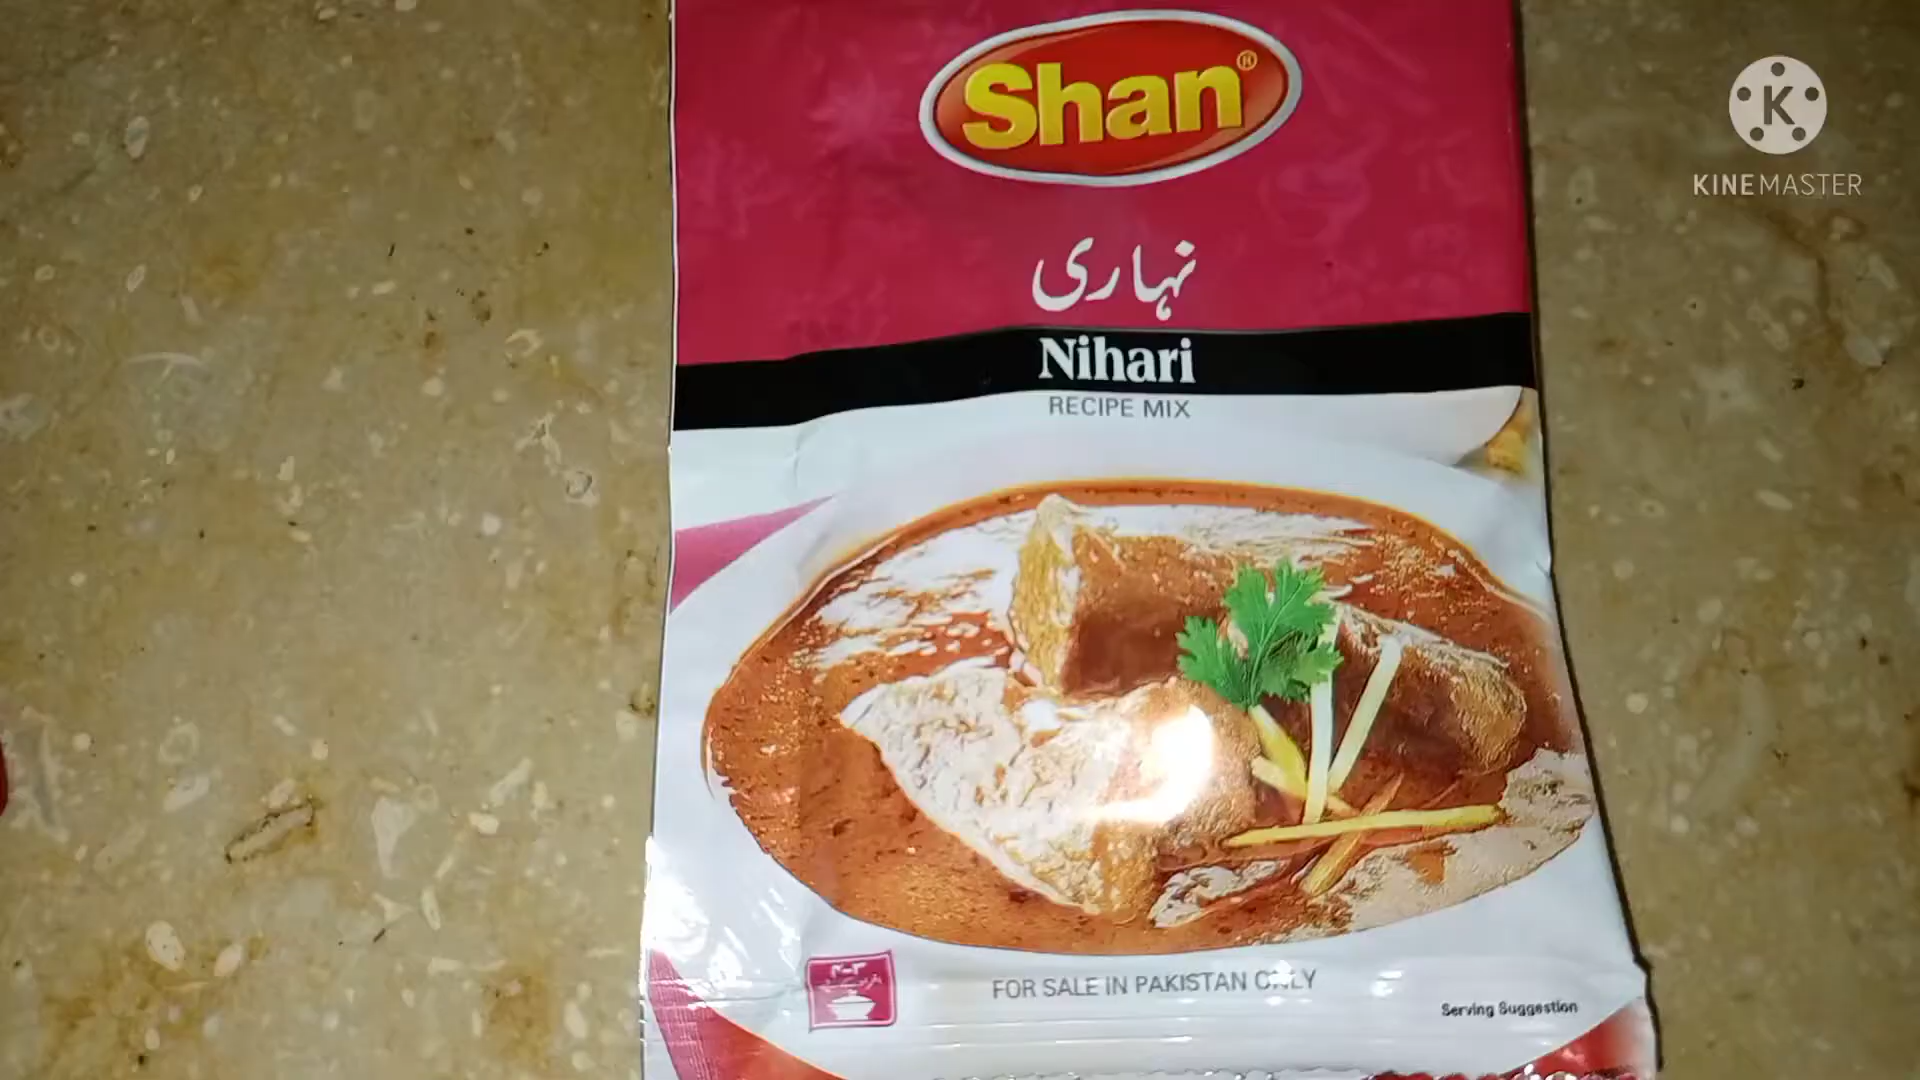 Shan®
K
KINEMASTER
نہاری
Nihari
RECIPE MIX
FOR SALE IN PAKISTAN ONLY
Serving Suggestion